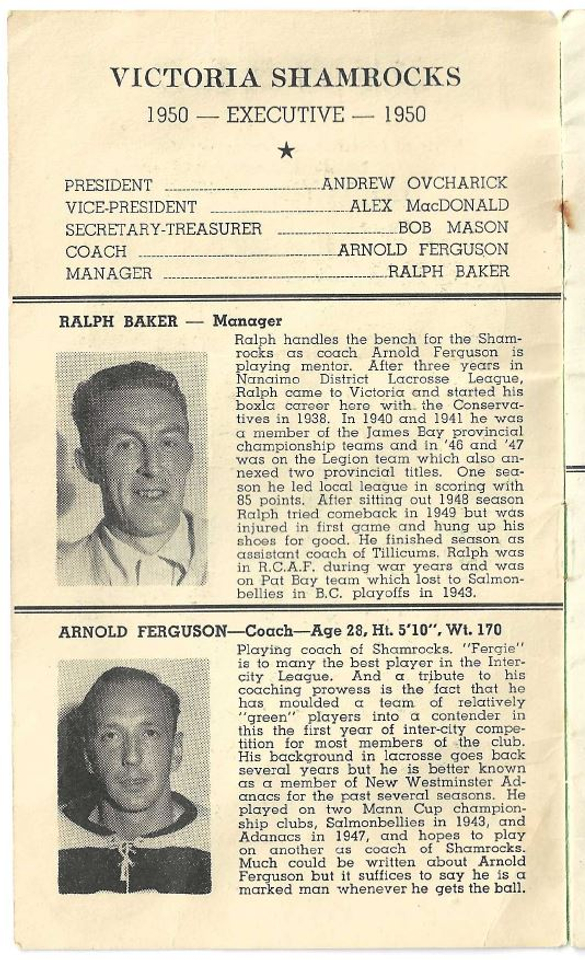 VICTORIA SHAMROCKS
1950 — EXECUTIVE — 1950
★
PRESIDENT ANDREW OVCHARICK
VICE-PRESIDENT ALEX MacDONALD
SECRETARY-TREASURER BOB MASON
COACH ARNOLD FERGUSON
MANAGER RALPH BAKER
RALPH BAKER — Manager
Ralph handles the bench for the Sham-
rocks as coach Arnold Ferguson is
playing mentor. After three years in
Nanaimo District Lacrosse League,
Ralph came to Victoria and started his
boxla career here with the Conserva-
tives in 1938. In 1940 and 1941 he was
a member of the James Bay provincial
championship teams and in '46 and '47
was on the Legion team which also an-
nexed two provincial titles. One sea-
son he led local league in scoring with
85 points. After sitting out 1948 season
Ralph tried comeback in 1949 but was
injured in first game and hung up his
shoes for good. He finished season as
assistant coach of Tillicums. Ralph was
in R.C.A.F. during war years and was
on Pat Bay team which lost to Salmon-
bellies in B.C. playoffs in 1943.
ARNOLD FERGUSON—Coach—Age 28, Ht. 5'10", Wt. 170
Playing coach of Shamrocks. "Fergie"
is to many the best player in the Inter-
city League. And a tribute to his
coaching prowess is the fact that he
has moulded a team of relatively
"green" players into a contender in
this the first year of inter-city compe-
tition for most members of the club.
His background in lacrosse goes back
several years but he is better known
as a member of New Westminster Ad-
anacs for the past several seasons. He
played on two Mann Cup champion-
ship clubs, Salmonbellies in 1943, and
Adanacs in 1947, and hopes to play
on another as coach of Shamrocks.
Much could be written about Arnold
Ferguson but it suffices to say he is a
marked man whenever he gets the ball.